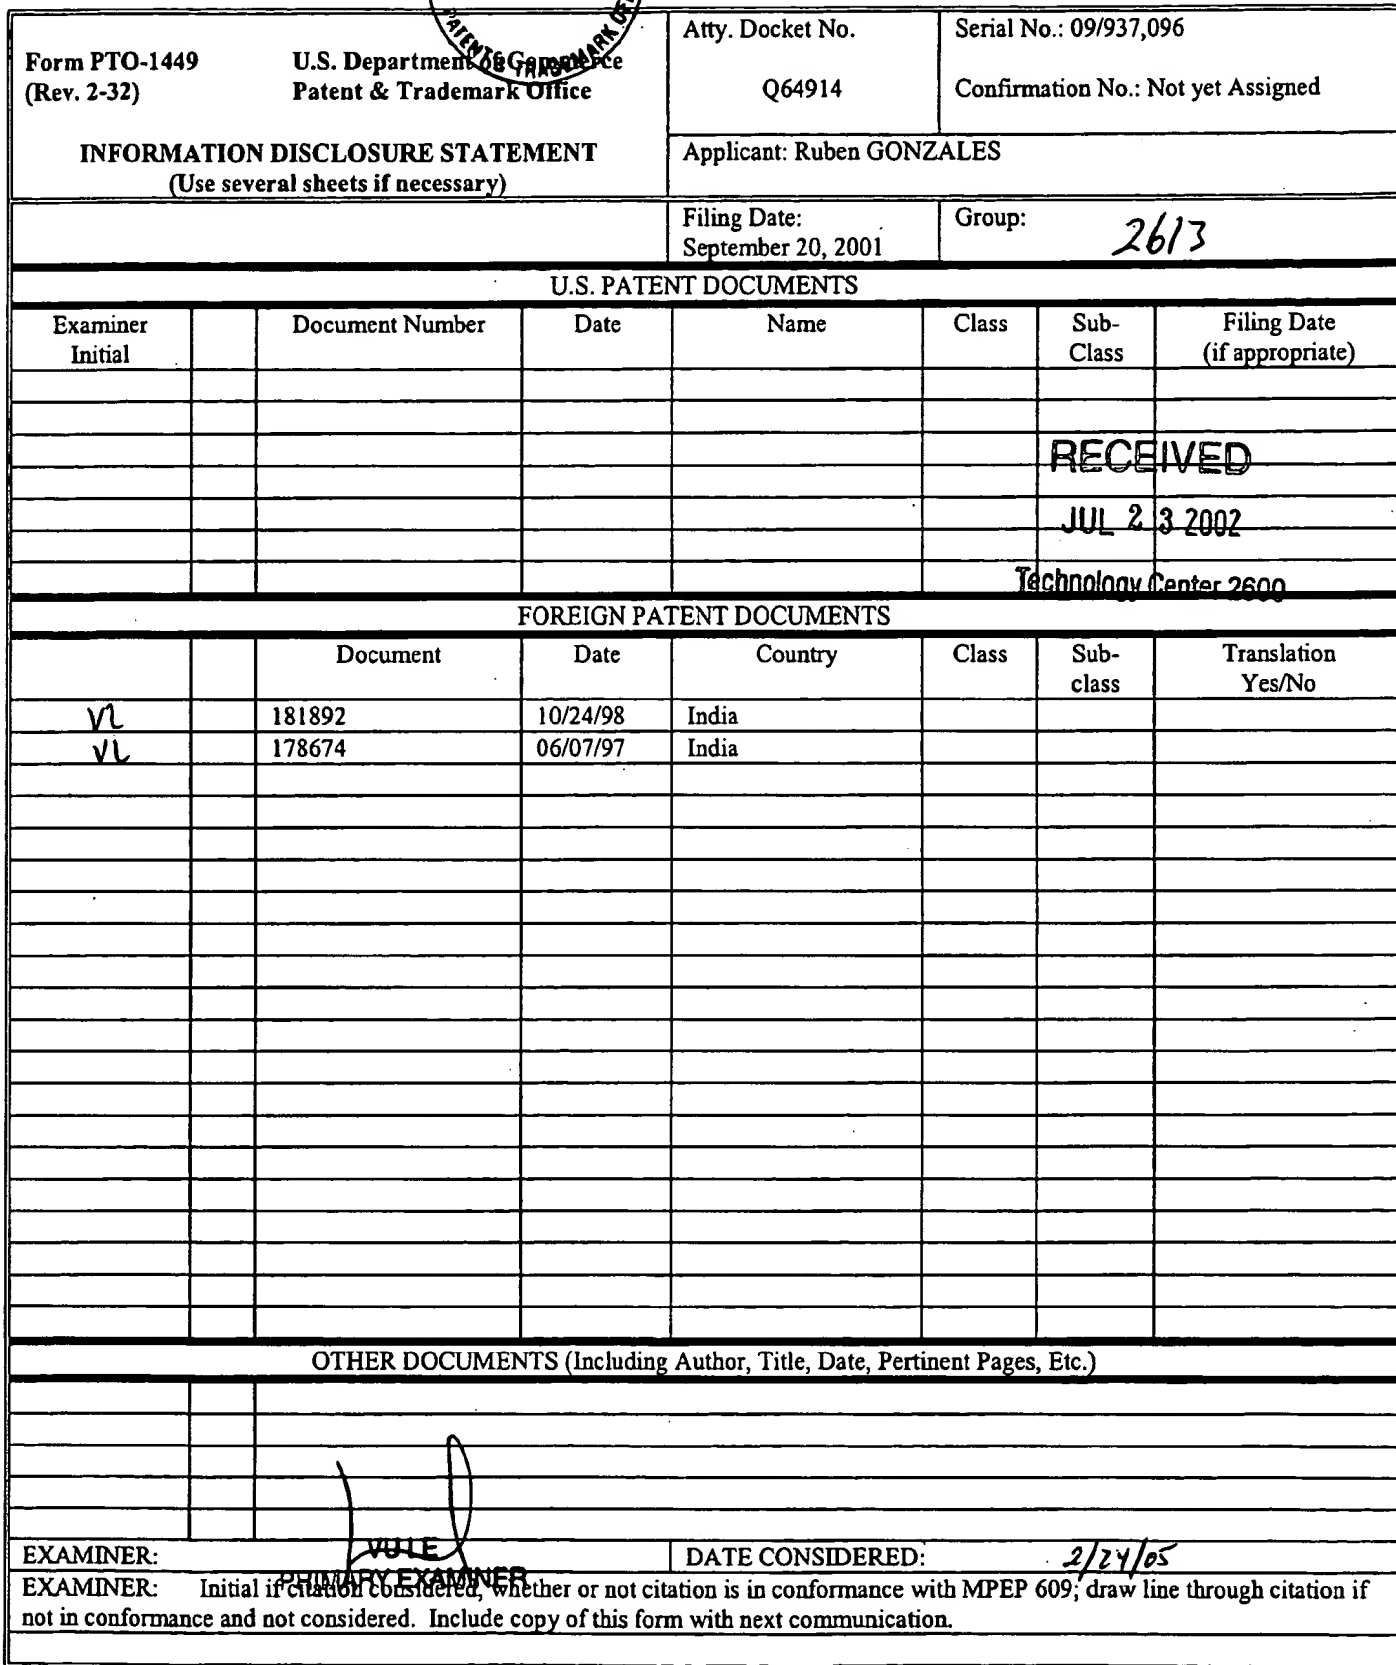 PATENT & TRADEMARK
Form PTO-1449
(Rev. 2-32)
U.S. Department of Commerce
Patent & Trademark Office
INFORMATION DISCLOSURE STATEMENT
(Use several sheets if necessary)
Atty. Docket No.
Q64914
Serial No.: 09/937,096
Confirmation No.: Not yet Assigned
Applicant: Ruben GONZALES
Filing Date:
September 20, 2001
Group: 2613
U.S. PATENT DOCUMENTS
Examiner Initial Document Number Date Name Class Sub-Class Filing Date (if appropriate)
RECEIVED
JUL 23 2002
Technology Center 2600
FOREIGN PATENT DOCUMENTS
Document Date Country Class Sub-class Translation Yes/No
VL 181892 10/24/98 India
VL 178674 06/07/97 India
OTHER DOCUMENTS (Including Author, Title, Date, Pertinent Pages, Etc.)
VU LE
PRIMARY EXAMINER
EXAMINER: DATE CONSIDERED: 2/24/05
EXAMINER: Initial if citation considered, whether or not citation is in conformance with MPEP 609; draw line through citation if
not in conformance and not considered. Include copy of this form with next communication.